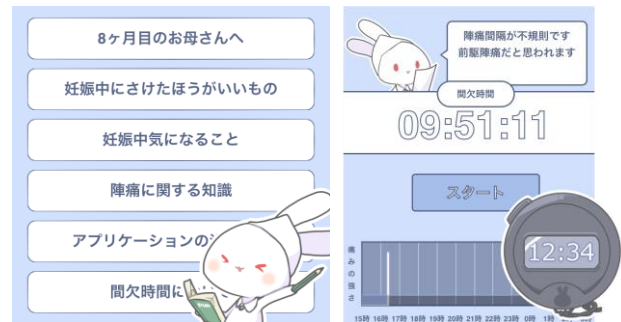 8ヶ月目のお母さんへ
妊娠中にさけたほうがいいもの
妊娠中気になること
陣痛に関する知識
アプリケーションの
間欠時間に
陣痛間隔が不規則です
前駆陣痛だと思われます
間欠時間
09:51:11
スタート
12:34
痛みの強さ
15時 16時 17時 18時 19時 20時 21時 22時 23時 0時 1時